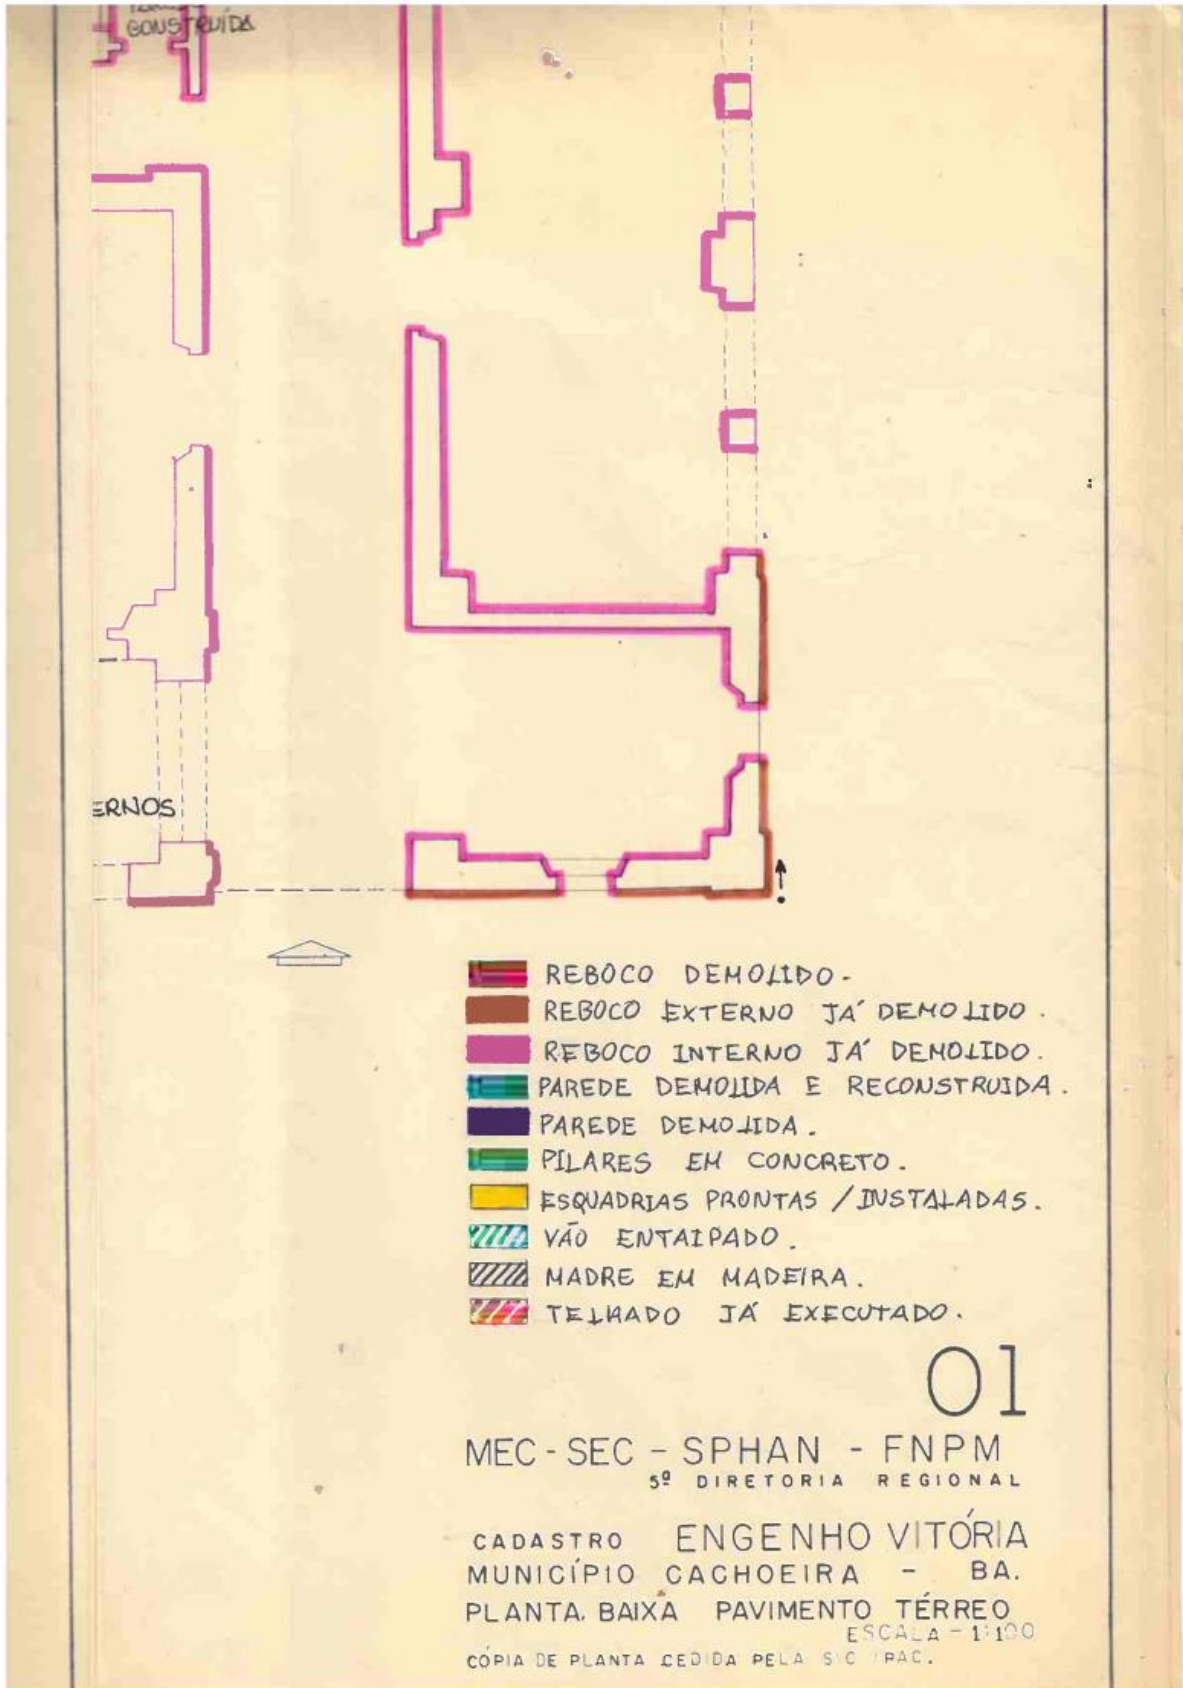 CONSTRUÍDA
ERNOS
REBOCO DEMOLIDO.
REBOCO EXTERNO JÁ DEMOLIDO.
REBOCO INTERNO JÁ DEMOLIDO.
PAREDE DEMOLIDA E RECONSTRUIDA.
PAREDE DEMOLIDA.
PILARES EM CONCRETO.
ESQUADRIAS PRONTAS / INSTALADAS.
VÃO ENTAIPADO.
MADRE EM MADEIRA.
TELHADO JÁ EXECUTADO.
01
MEC - SEC - SPHAN - FNPM
5ª DIRETORIA REGIONAL
CADASTRO ENGENHO VITÓRIA
MUNICÍPIO CACHOEIRA - BA.
PLANTA BAIXA PAVIMENTO TÉRREO
ESCALA - 1:100
CÓPIA DE PLANTA CEDIDA PELA